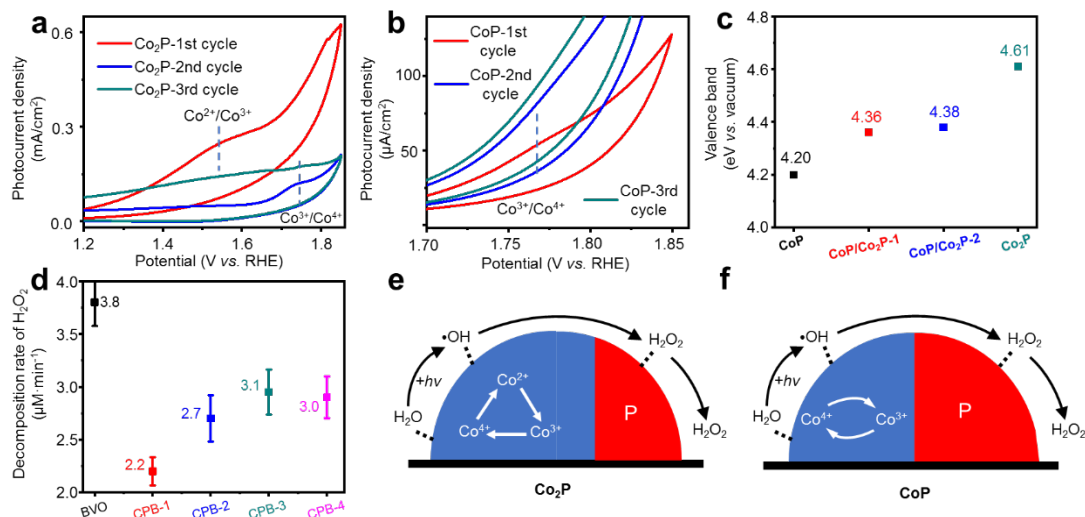 a
Photocurrent density
(mA/cm²)
0.6
0.3
0.0
Co₂P-1st cycle
Co₂P-2nd cycle
Co₂P-3rd cycle
Co²⁺/Co³⁺
Co³⁺/Co⁴⁺
1.2 1.4 1.6 1.8
Potential (V vs. RHE)
b
Photocurrent density
(μA/cm²)
100
50
CoP-1st
cycle
CoP-2nd
cycle
Co³⁺/Co⁴⁺
CoP-3rd
cycle
1.70 1.75 1.80 1.85
Potential (V vs. RHE)
c
Valence band
(eV vs. vacuum)
4.8
4.6
4.4
4.2
4.0
4.20
4.36
4.38
4.61
CoP CoP/Co₂P-1 CoP/Co₂P-2 Co₂P
d
Decomposition rate of H₂O₂
(μM·min⁻¹)
4.0
3.5
3.0
2.5
2.0
3.8
2.2
2.7
3.1
3.0
BVO CPB-1 CPB-2 CPB-3 CPB-4
e
•OH
H₂O₂
+hv
H₂O
Co²⁺
Co⁴⁺ Co³⁺
P
H₂O₂
Co₂P
f
•OH
H₂O₂
+hv
H₂O
Co⁴⁺ Co³⁺
P
H₂O₂
CoP